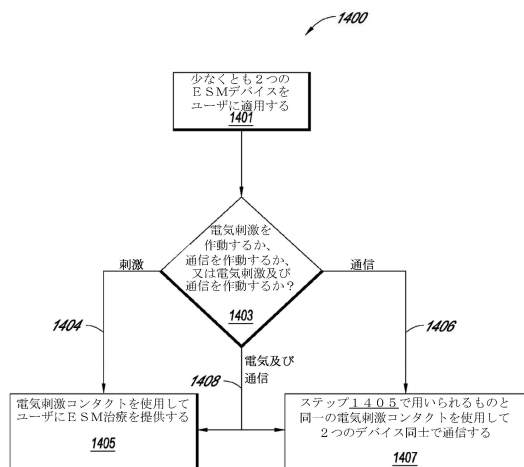 1400
少なくとも2つの
ESMデバイスを
ユーザに適用する
1401
電気刺激を
作動するか、
通信を作動するか、
又は電気刺激及び
通信を作動するか?
1403
刺激
通信
1404
1406
電気及び
通信
1408
電気刺激コンタクトを使用して
ユーザにESM治療を提供する
1405
ステップ1405で用いられるものと
同一の電気刺激コンタクトを使用して
2つのデバイス同士で通信する
1407